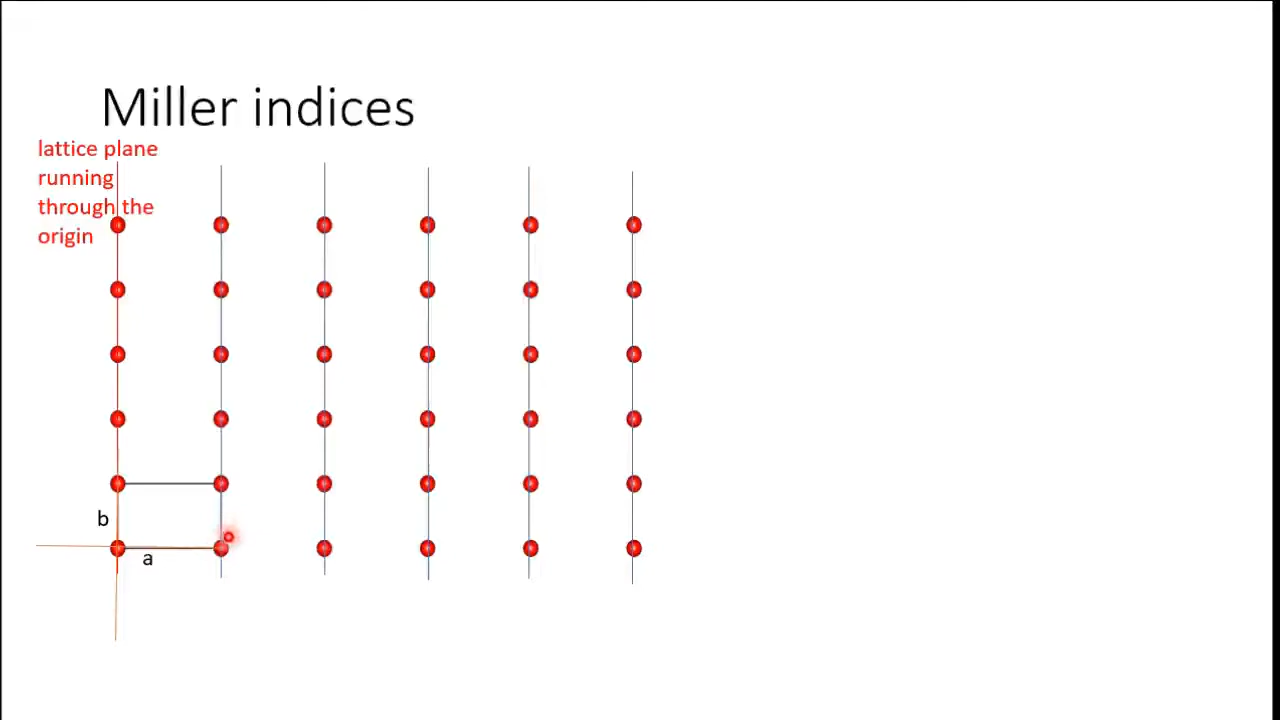 Miller indices
lattice plane
running
through the
origin
b
a